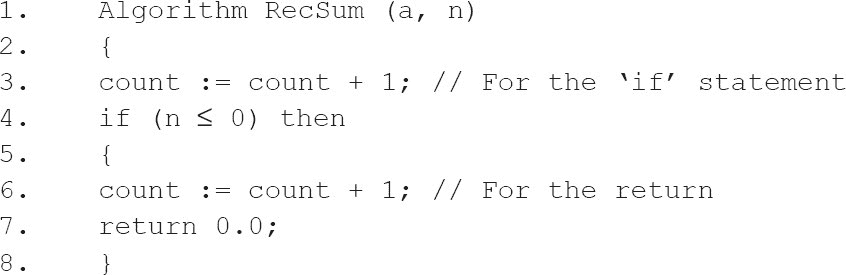 1. Algorithm RecSum (a, n)
2. {
3. count := count + 1; // For the ‘if’ statement
4. if (n ≤ 0) then
5. {
6. count := count + 1; // For the return
7. return 0.0;
8. }